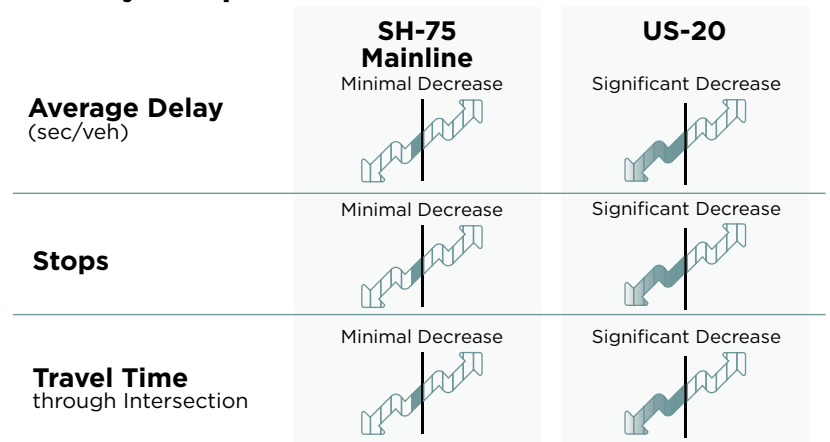 SH-75
Mainline
US-20
Average Delay
(sec/veh)
Minimal Decrease
Significant Decrease
Stops
Minimal Decrease
Significant Decrease
Travel Time
through Intersection
Minimal Decrease
Significant Decrease